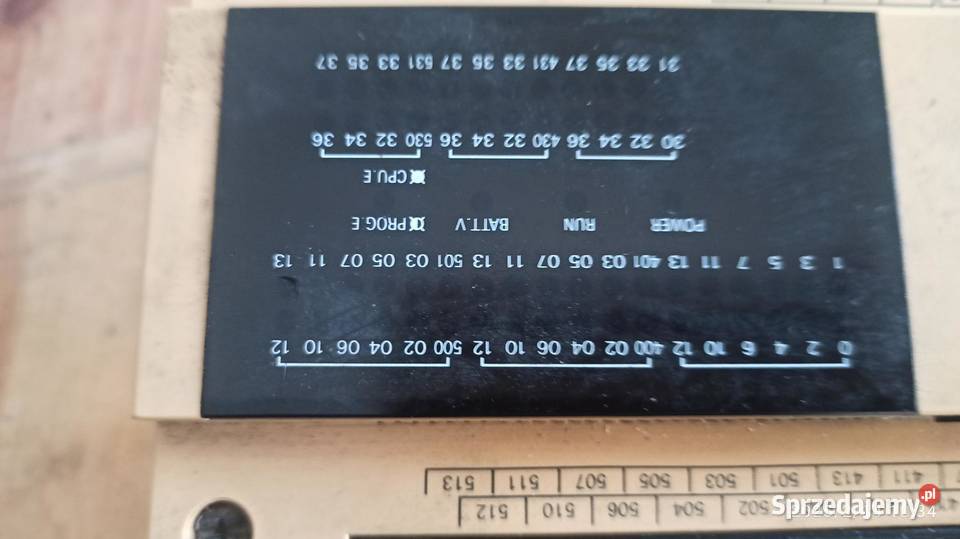 502 504 506 510 512
411 413 501 503 505 507 511 513
0 2 4 6 10 12 400 02 04 06 10 12 500 02 04 06 10 12
1 3 5 7 11 13 401 03 05 07 11 13 501 03 05 07 11 13
POWER RUN BATT.V PROG.E
CPU.E
30 32 34 36 430 32 34 36 530 32 34 36
31 33 35 37 431 33 35 37 531 33 35 37
Sprzedajemy.pl